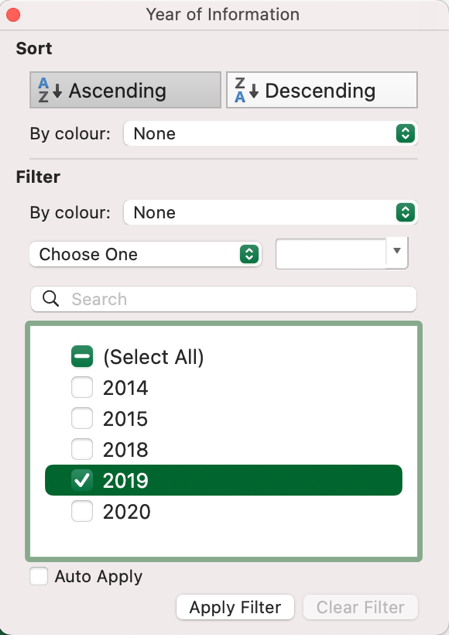 Year of Information
Sort
A Z Ascending
Z A Descending
By colour: None
Filter
By colour: None
Choose One
Search
(Select All)
2014
2015
2018
2019
2020
Auto Apply
Apply Filter
Clear Filter